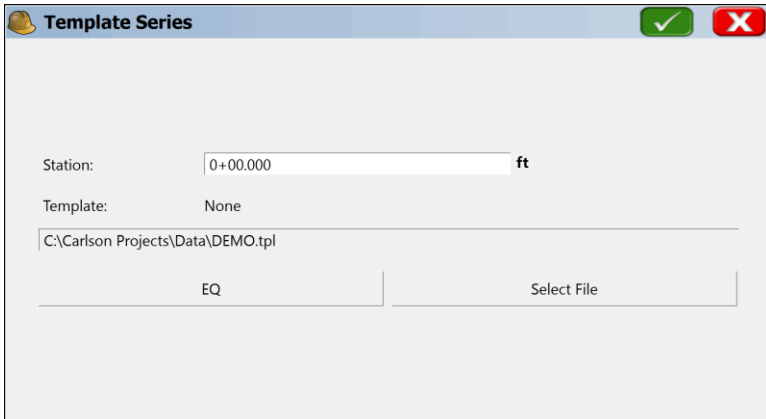 Template Series
Station: 0+00.000 ft
Template: None
C:\Carlson Projects\Data\DEMO.tpl
EQ Select File